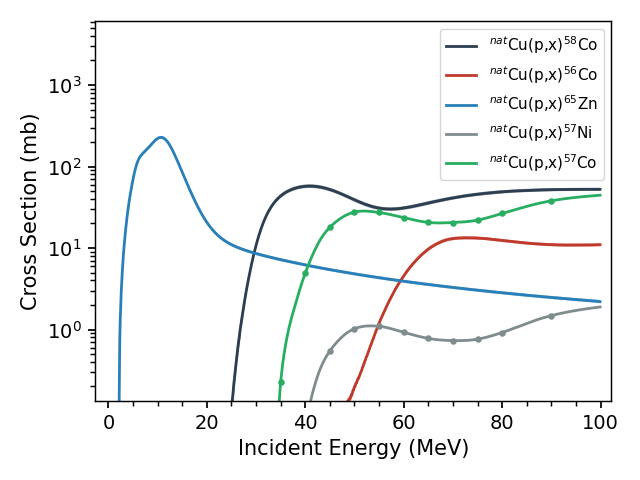 10³
10²
10¹
10⁰
Cross Section (mb)
ⁿᵃᵗCu(p,x)⁵⁸Co
ⁿᵃᵗCu(p,x)⁵⁶Co
ⁿᵃᵗCu(p,x)⁶⁵Zn
ⁿᵃᵗCu(p,x)⁵⁷Ni
ⁿᵃᵗCu(p,x)⁵⁷Co
0 20 40 60 80 100
Incident Energy (MeV)